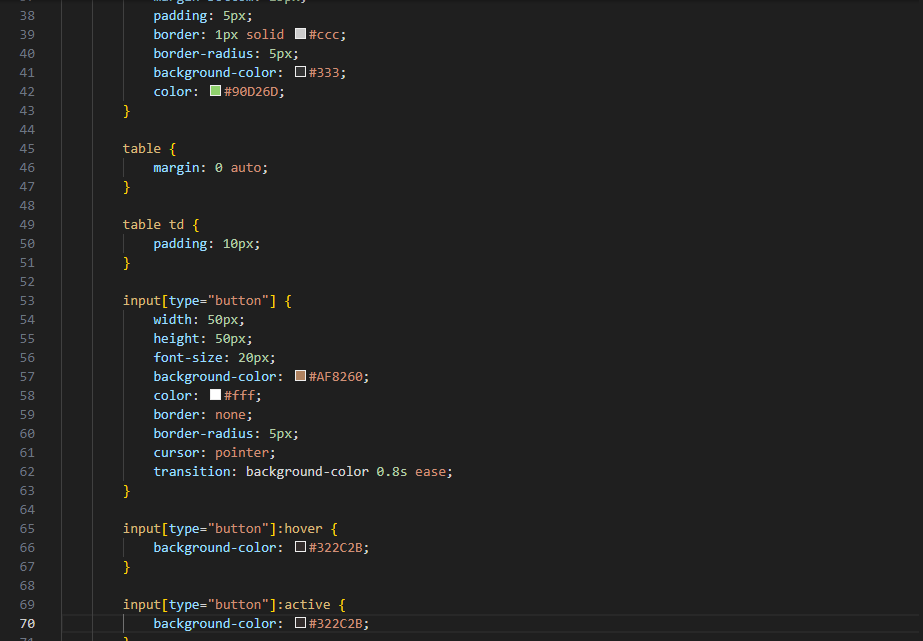 38 padding: 5px;
39 border: 1px solid #ccc;
40 border-radius: 5px;
41 background-color: #333;
42 color: #90D26D;
43 }
44
45 table {
46 margin: 0 auto;
47 }
48
49 table td {
50 padding: 10px;
51 }
52
53 input[type="button"] {
54 width: 50px;
55 height: 50px;
56 font-size: 20px;
57 background-color: #AF8260;
58 color: #fff;
59 border: none;
60 border-radius: 5px;
61 cursor: pointer;
62 transition: background-color 0.8s ease;
63 }
64
65 input[type="button"]:hover {
66 background-color: #322C2B;
67 }
68
69 input[type="button"]:active {
70 background-color: #322C2B;